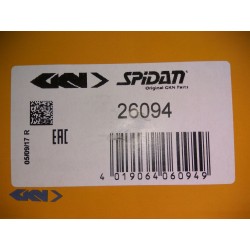 GKN SPIDAN
Original GKN Parts
26094
05/09/17 R
EAC
4 019064 060949
GKN